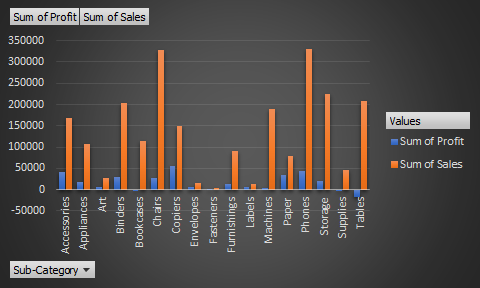 Sum of Profit Sum of Sales
350000
300000
250000
200000
150000
100000
50000
0
-50000
Accessories
Appliances
Art
Binders
Bookcases
Chairs
Copiers
Envelopes
Fasteners
Furnishings
Labels
Machines
Paper
Phones
Storage
Supplies
Tables
Values
Sum of Profit
Sum of Sales
Sub-Category